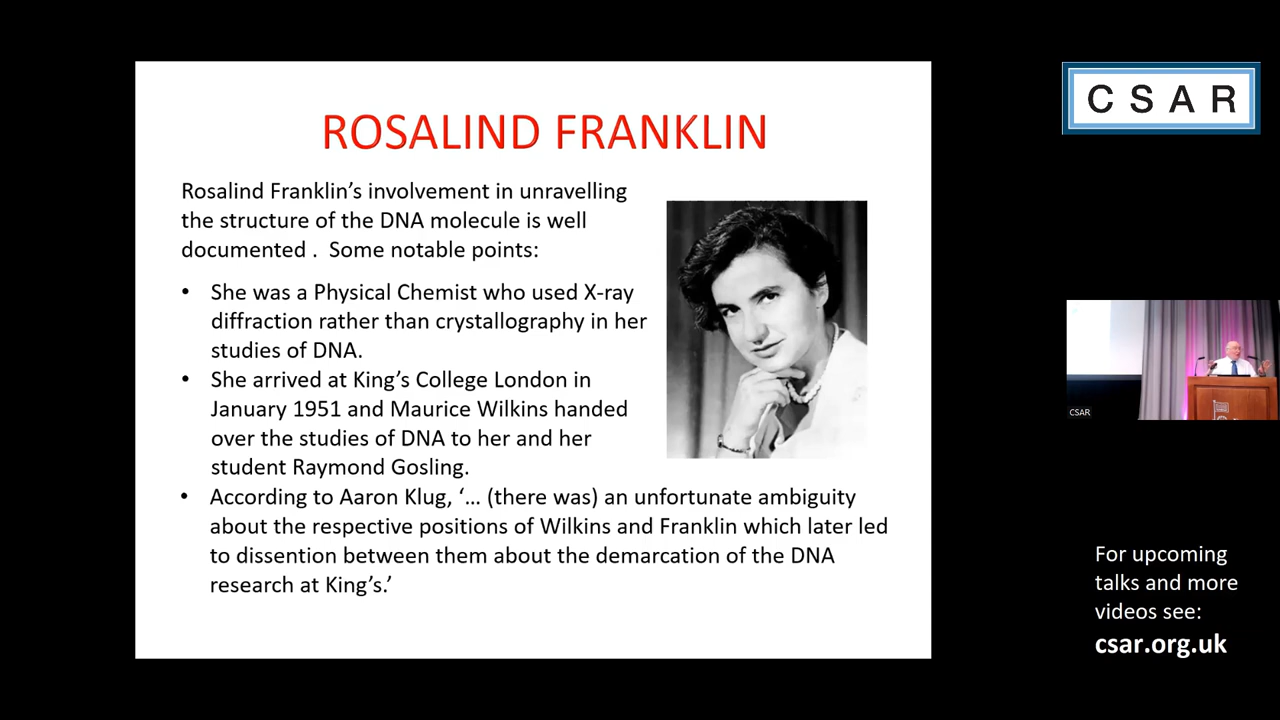 ROSALIND FRANKLIN
Rosalind Franklin’s involvement in unravelling
the structure of the DNA molecule is well
documented .  Some notable points:
• She was a Physical Chemist who used X-ray
diffraction rather than crystallography in her
studies of DNA.
• She arrived at King’s College London in
January 1951 and Maurice Wilkins handed
over the studies of DNA to her and her
student Raymond Gosling.
• According to Aaron Klug, ‘… (there was) an unfortunate ambiguity
about the respective positions of Wilkins and Franklin which later led
to dissention between them about the demarcation of the DNA
research at King’s.’
CSAR
CSAR
For upcoming
talks and more
videos see:
csar.org.uk